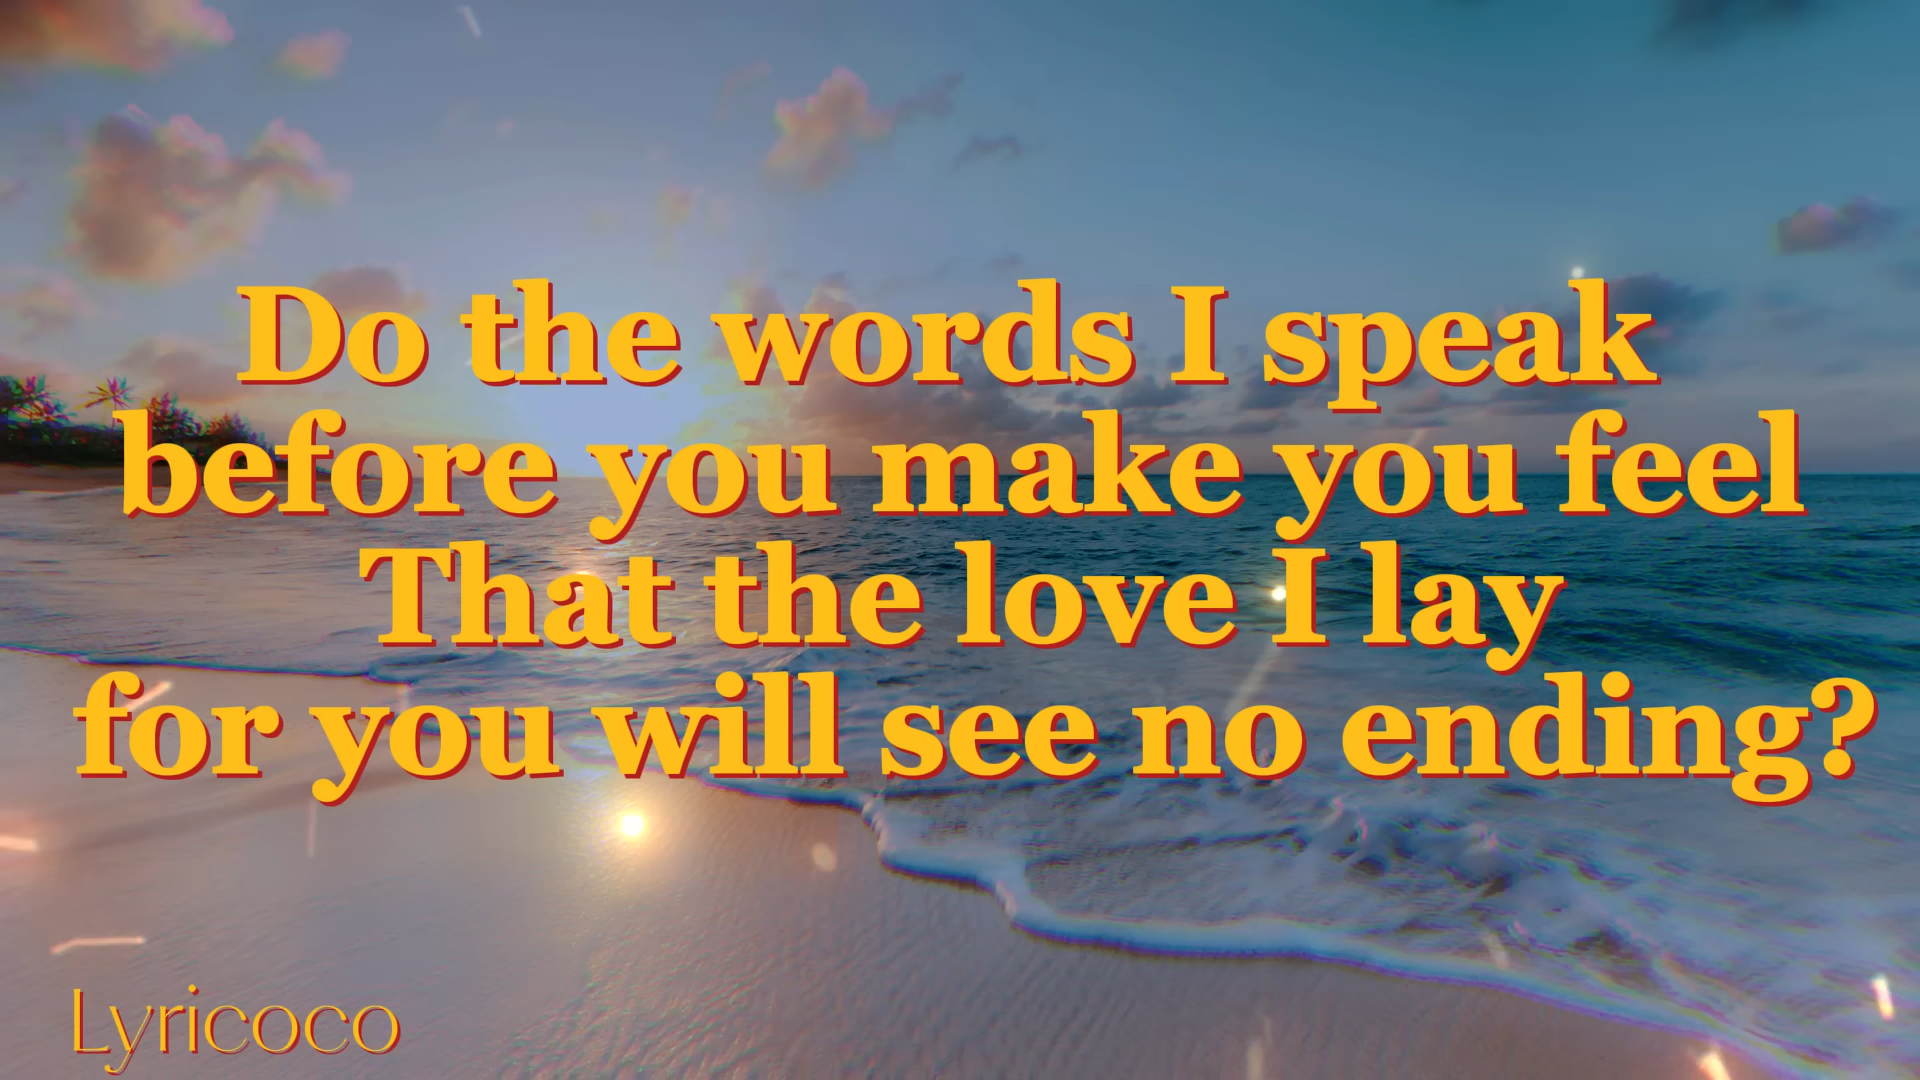 Do the words I speak
before you make you feel
That the love I lay
for you will see no ending?
Lyricoco